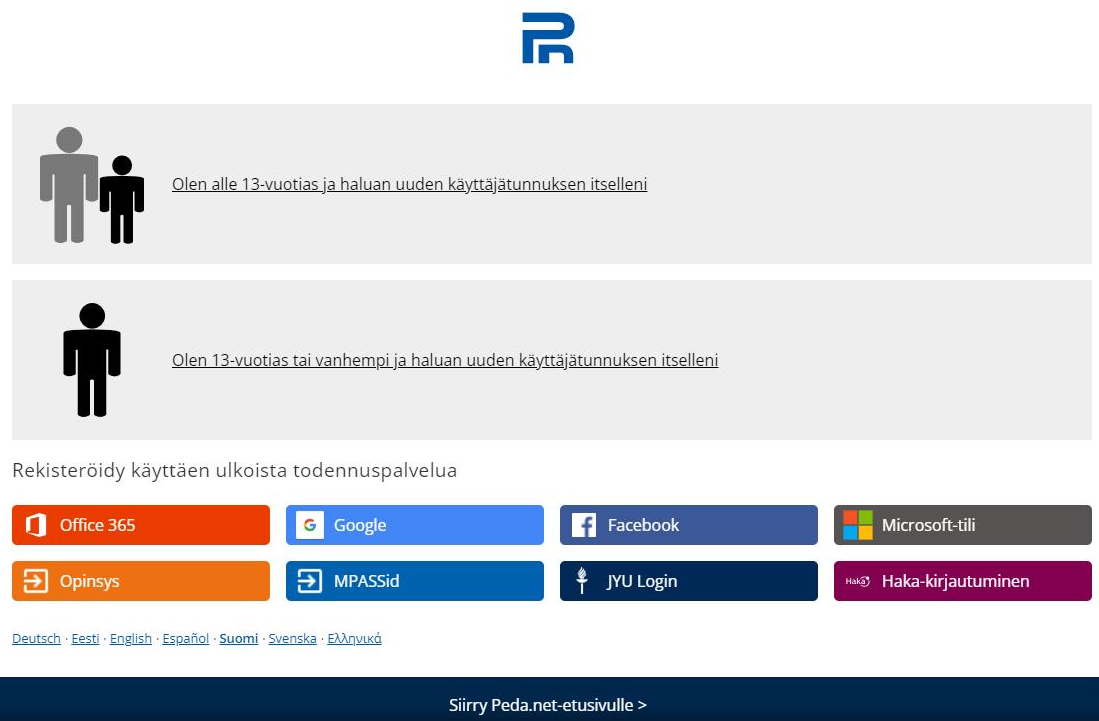 Olen alle 13-vuotias ja haluan uuden käyttäjätunnuksen itselleni
Olen 13-vuotias tai vanhempi ja haluan uuden käyttäjätunnuksen itselleni
Rekisteröidy käyttäen ulkoista todennuspalvelua
Office 365
Google
Facebook
Microsoft-tili
Opinsys
MPASSid
JYU Login
Haka Haka-kirjautuminen
Deutsch · Eesti · English · Español · Suomi · Svenska · Ελληνικά
Siirry Peda.net-etusivulle >